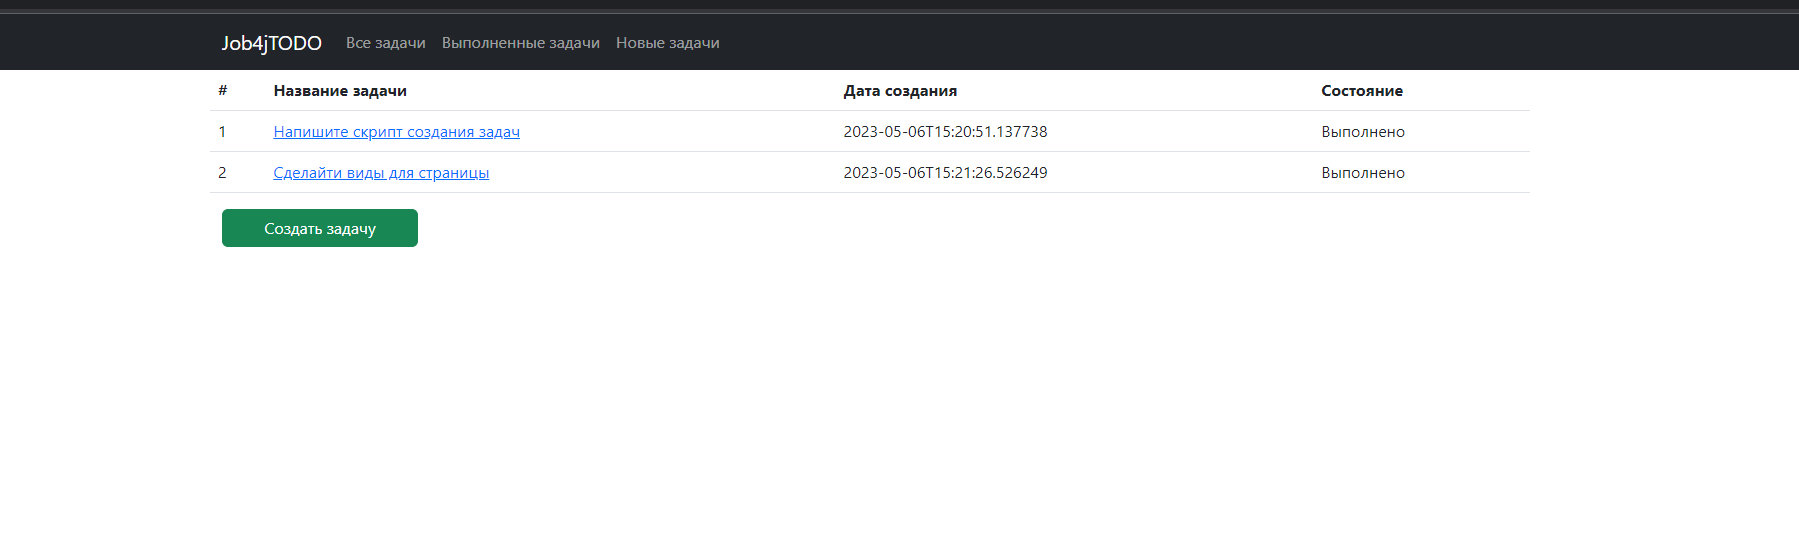 Job4jTODO Все задачи Выполненные задачи Новые задачи
# Название задачи Дата создания Состояние
1 Напишите скрипт создания задач 2023-05-06T15:20:51.137738 Выполнено
2 Сделайти виды для страницы 2023-05-06T15:21:26.526249 Выполнено
Создать задачу